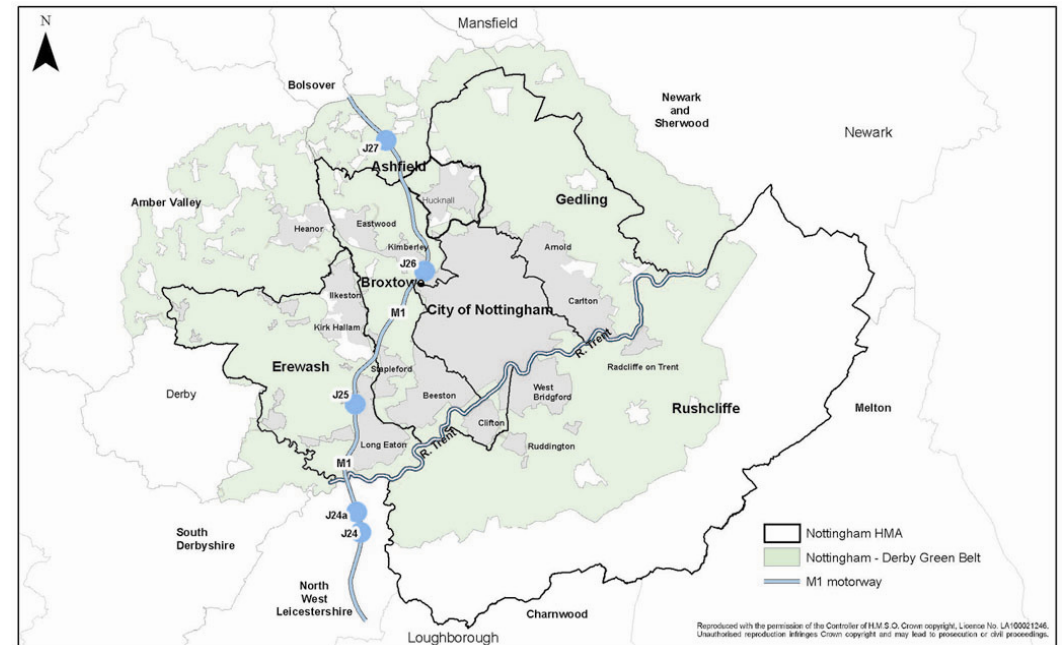 N
Mansfield
Bolsover
Newark
and
Sherwood
Newark
J27
Ashfield
Hucknall
Gedling
Amber Valley
Heanor
Eastwood
Kimberley
Arnold
J26
Broxtowe
Ilkeston
City of Nottingham
Carlton
M1
Kirk Hallam
R. Trent
Erewash
Stapleford
Radcliffe on Trent
Derby
J25
Beeston
West
Bridgford
Rushcliffe
Melton
Clifton
Long Eaton
R. Trent
Ruddington
M1
J24a
South
Derbyshire
J24
Nottingham HMA
Nottingham - Derby Green Belt
M1 motorway
North
West
Leicestershire
Charnwood
Loughborough
Reproduced with the permission of the Controller of H.M.S.O. Crown copyright, Licence No. LA100021246.
Unauthorised reproduction infringes Crown copyright and may lead to prosecution or civil proceedings.